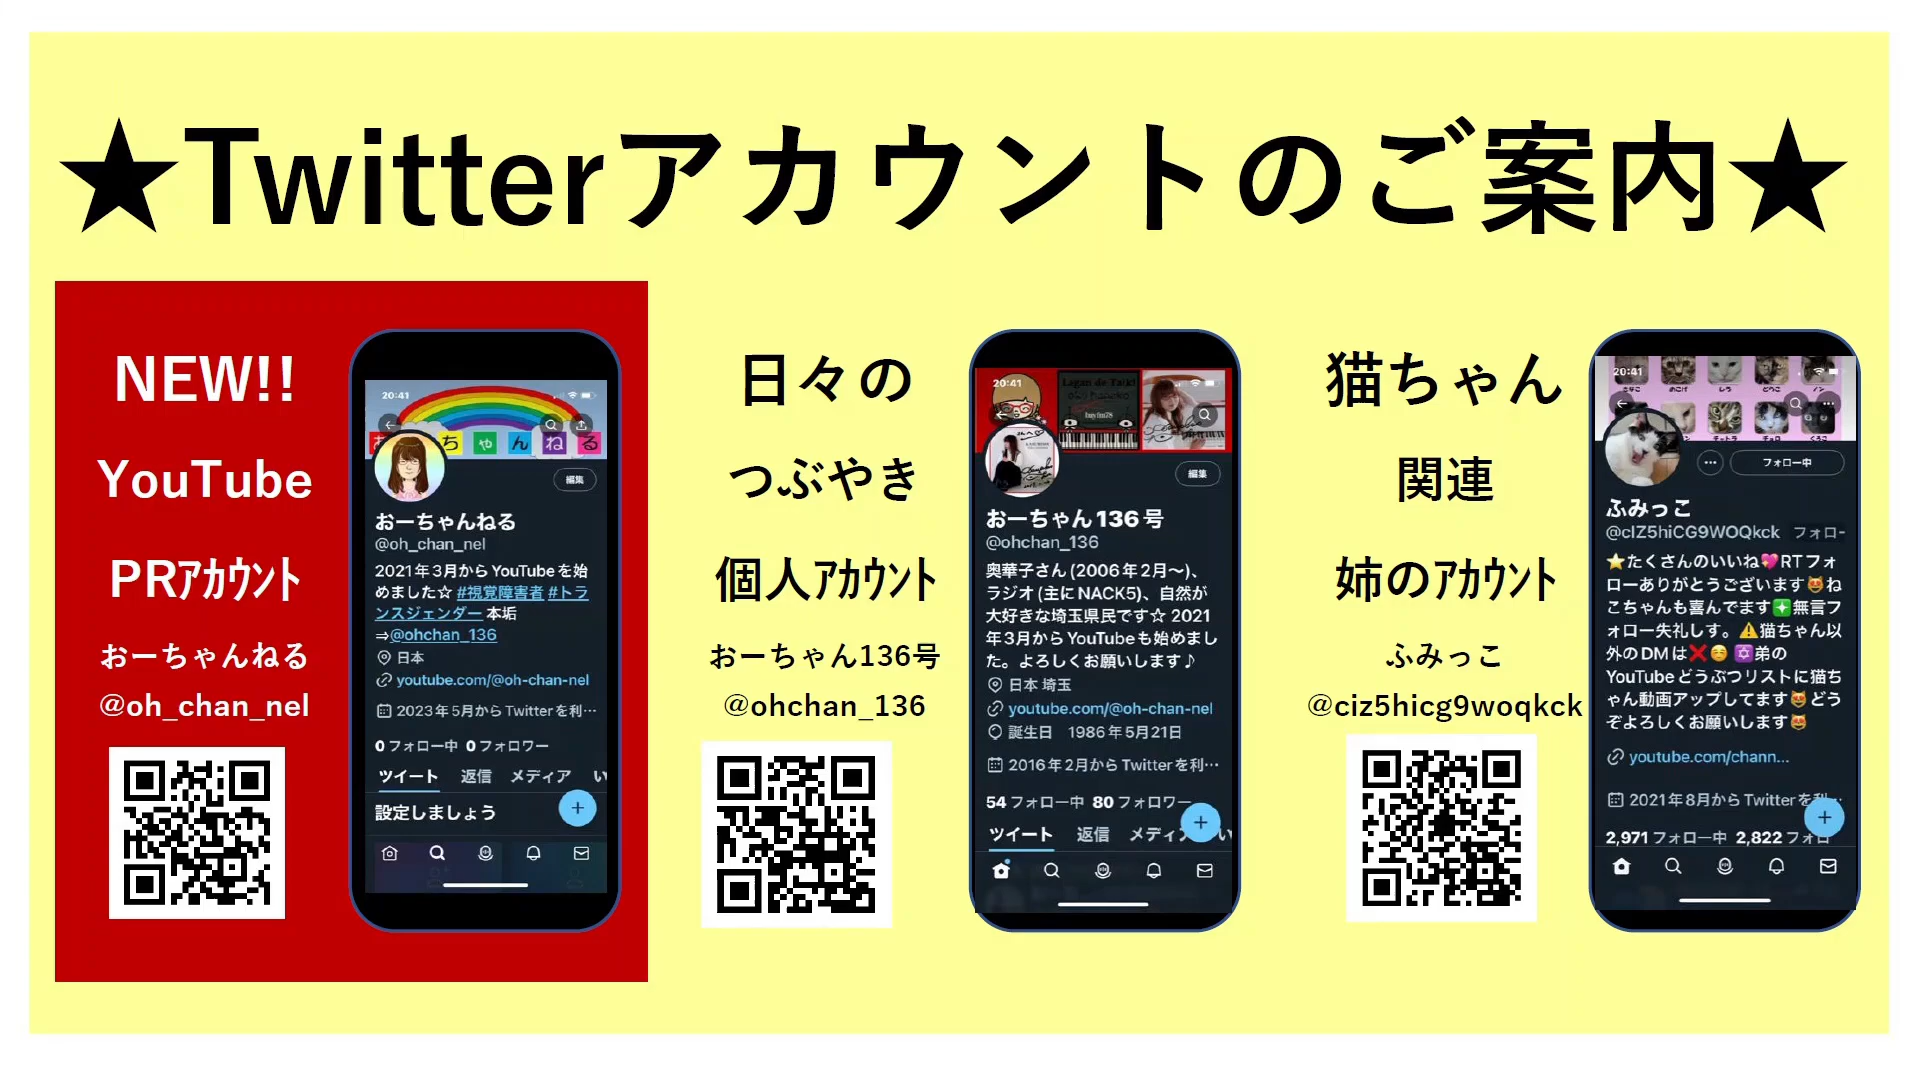 ★Twitterアカウントのご案内★
NEW!!
YouTube
PRｱｶｳﾝﾄ
おーちゃんねる
@oh_chan_nel
20:41
ちゃんねる
編集
おーちゃんねる
@oh_chan_nel
2021年3月からYouTubeを始
めました☆ #視覚障害者 #トラ
ンスジェンダー 本垢
⇒@ohchan_136
日本
youtube.com/@oh-chan-nel
2023年5月からTwitterを利…
0 フォロー中 0 フォロワー
ツイート 返信 メディア い
設定しましょう
日々の
つぶやき
個人ｱｶｳﾝﾄ
おーちゃん136号
@ohchan_136
20:41
編集
おーちゃん136号
@ohchan_136
奥華子さん(2006年2月～)、
ラジオ(主にNACK5)、自然が
大好きな埼玉県民です☆ 2021
年3月からYouTubeも始めまし
た。よろしくお願いします♪
日本 埼玉
youtube.com/@oh-chan-nel
誕生日 1986年5月21日
2016年2月からTwitterを利…
54 フォロー中 80 フォロワー
ツイート 返信 メディ い
猫ちゃん
関連
姉のｱｶｳﾝﾄ
ふみっこ
@ciz5hicg9woqkck
20:41
フォロー中
ふみっこ
@cIZ5hiCG9WOQkck フォロー
⭐たくさんのいいね💖RTフォ
ローありがとうございます😻ね
こちゃんも喜んでます❇️無言フ
ォロー失礼しす。⚠️猫ちゃん以
外のDMは❌☺️ 🔯弟の
YouTubeどうぶつリストに猫ち
ゃん動画アップしてます😻どう
ぞよろしくお願いします😻
youtube.com/chann...
2021年8月からTwitterを利…
2,971 フォロー中 2,822 フォロ